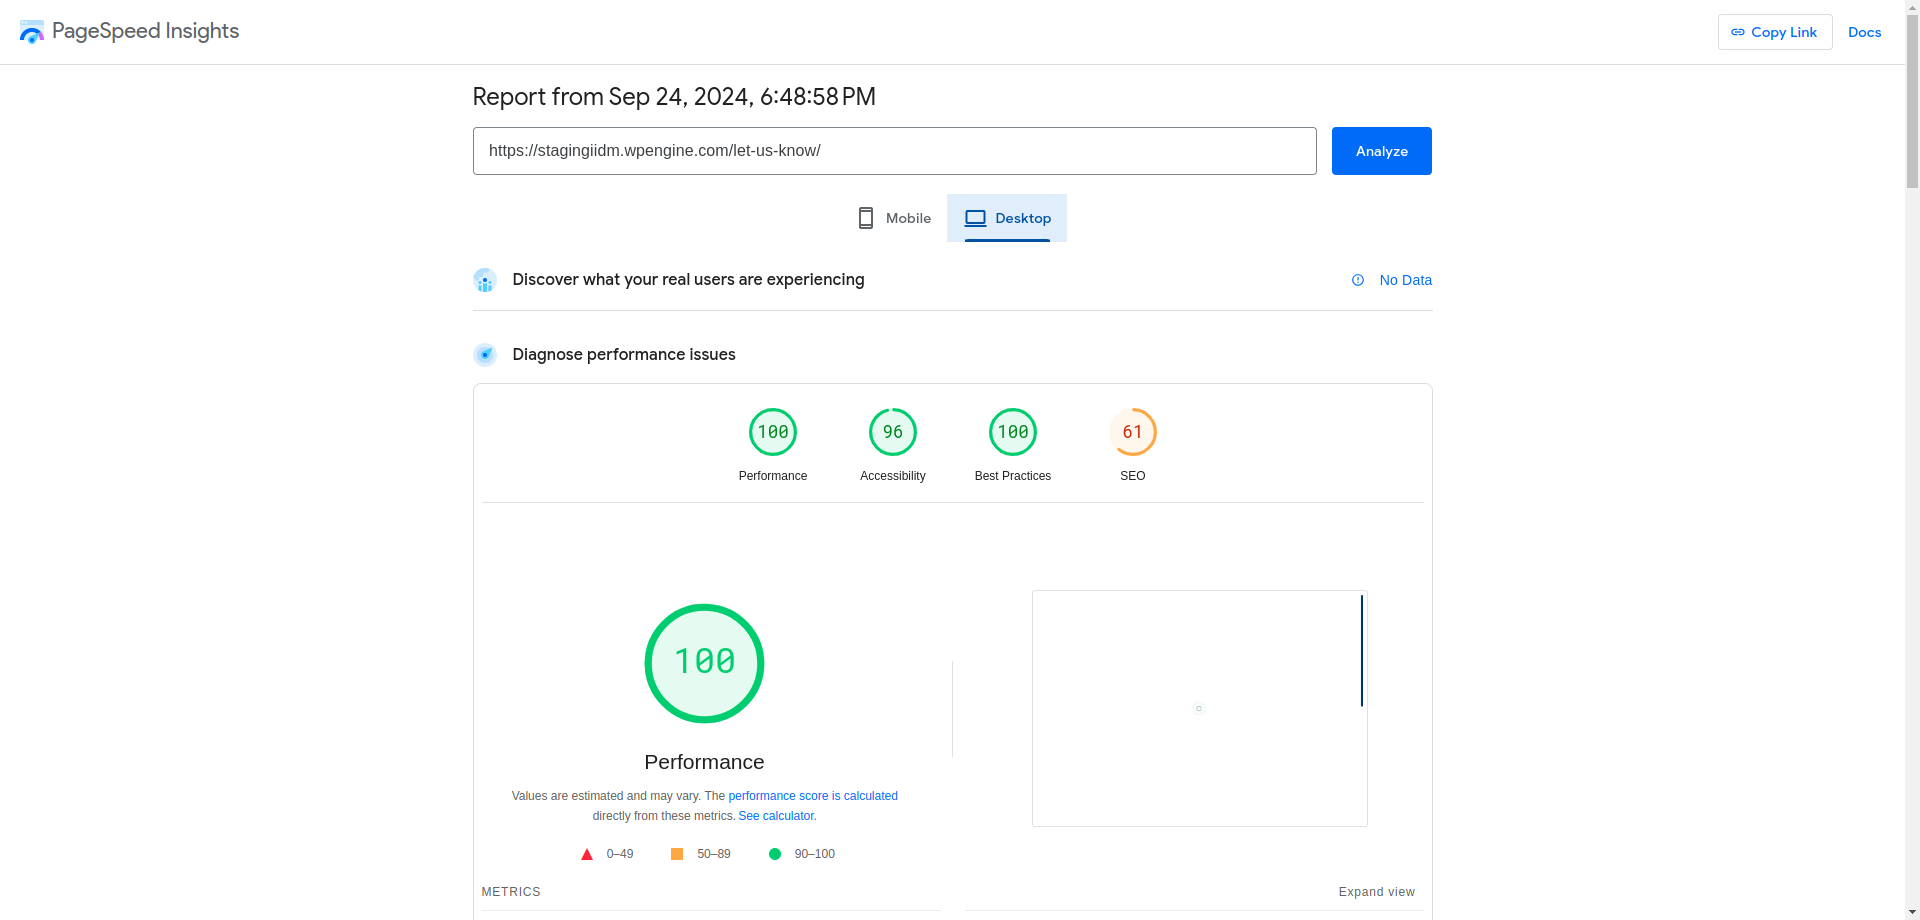 PageSpeed Insights
Copy Link
Docs
Report from Sep 24, 2024, 6:48:58 PM
https://stagingiidm.wpengine.com/let-us-know/
Analyze
Mobile
Desktop
Discover what your real users are experiencing
No Data
Diagnose performance issues
100
96
100
61
Performance
Accessibility
Best Practices
SEO
100
Performance
Values are estimated and may vary. The performance score is calculated
directly from these metrics. See calculator.
0–49
50–89
90–100
METRICS
Expand view